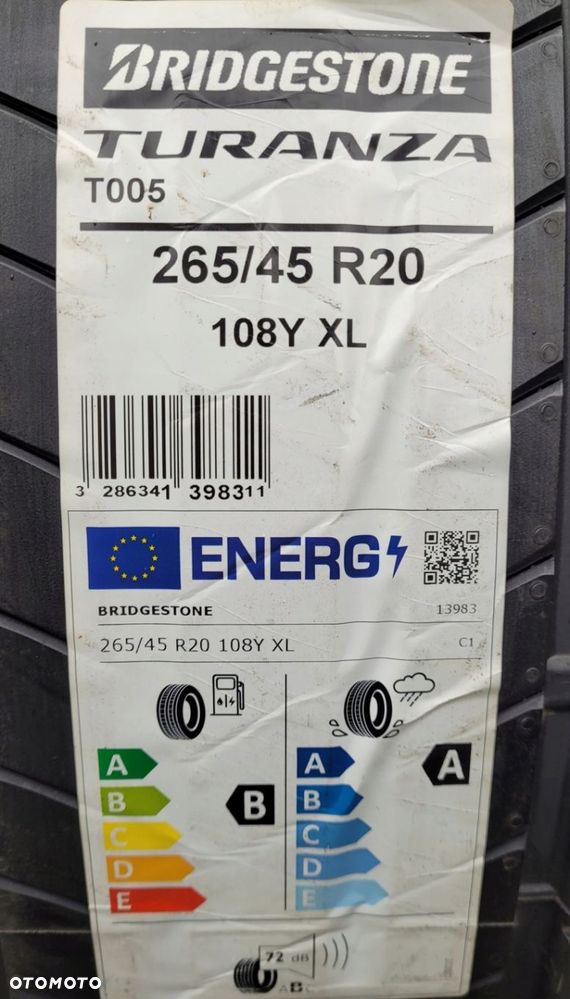 BRIDGESTONE
TURANZA
T005
265/45 R20
108Y XL
3 286341 398311
ENERG
BRIDGESTONE 13983
265/45 R20 108Y XL C1
A A A
B B B
C C
D D
E E
72 dB
ABC
OTOMOTO